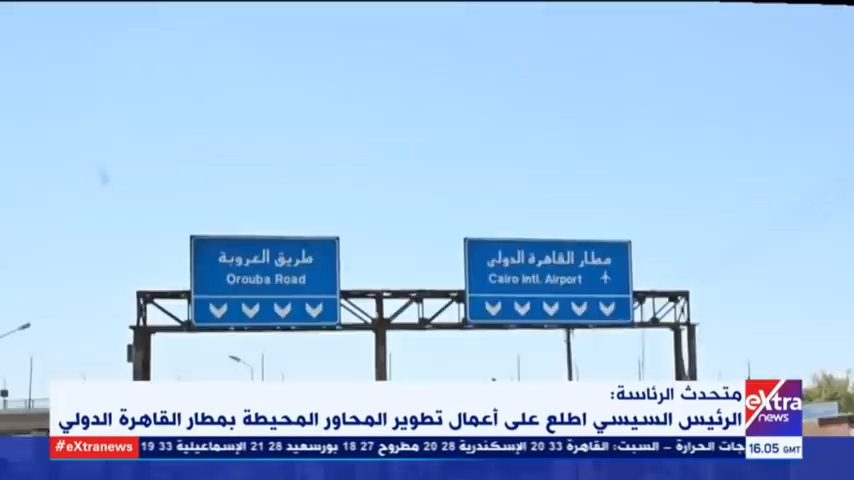 طريق العروبة
Orouba Road
مطار القاهرة الدولى
Cairo Intl. Airport
متحدث الرئاسة:
الرئيس السيسي اطلع على أعمال تطوير المحاور المحيطة بمطار القاهرة الدولي
eXtra
news
#eXtranews
جات الحرارة – السبت: القاهرة 33 20 الإسكندرية 28 20 مطروح 27 18 بورسعيد 28 21 الإسماعيلية 33 19
16.05 GMT